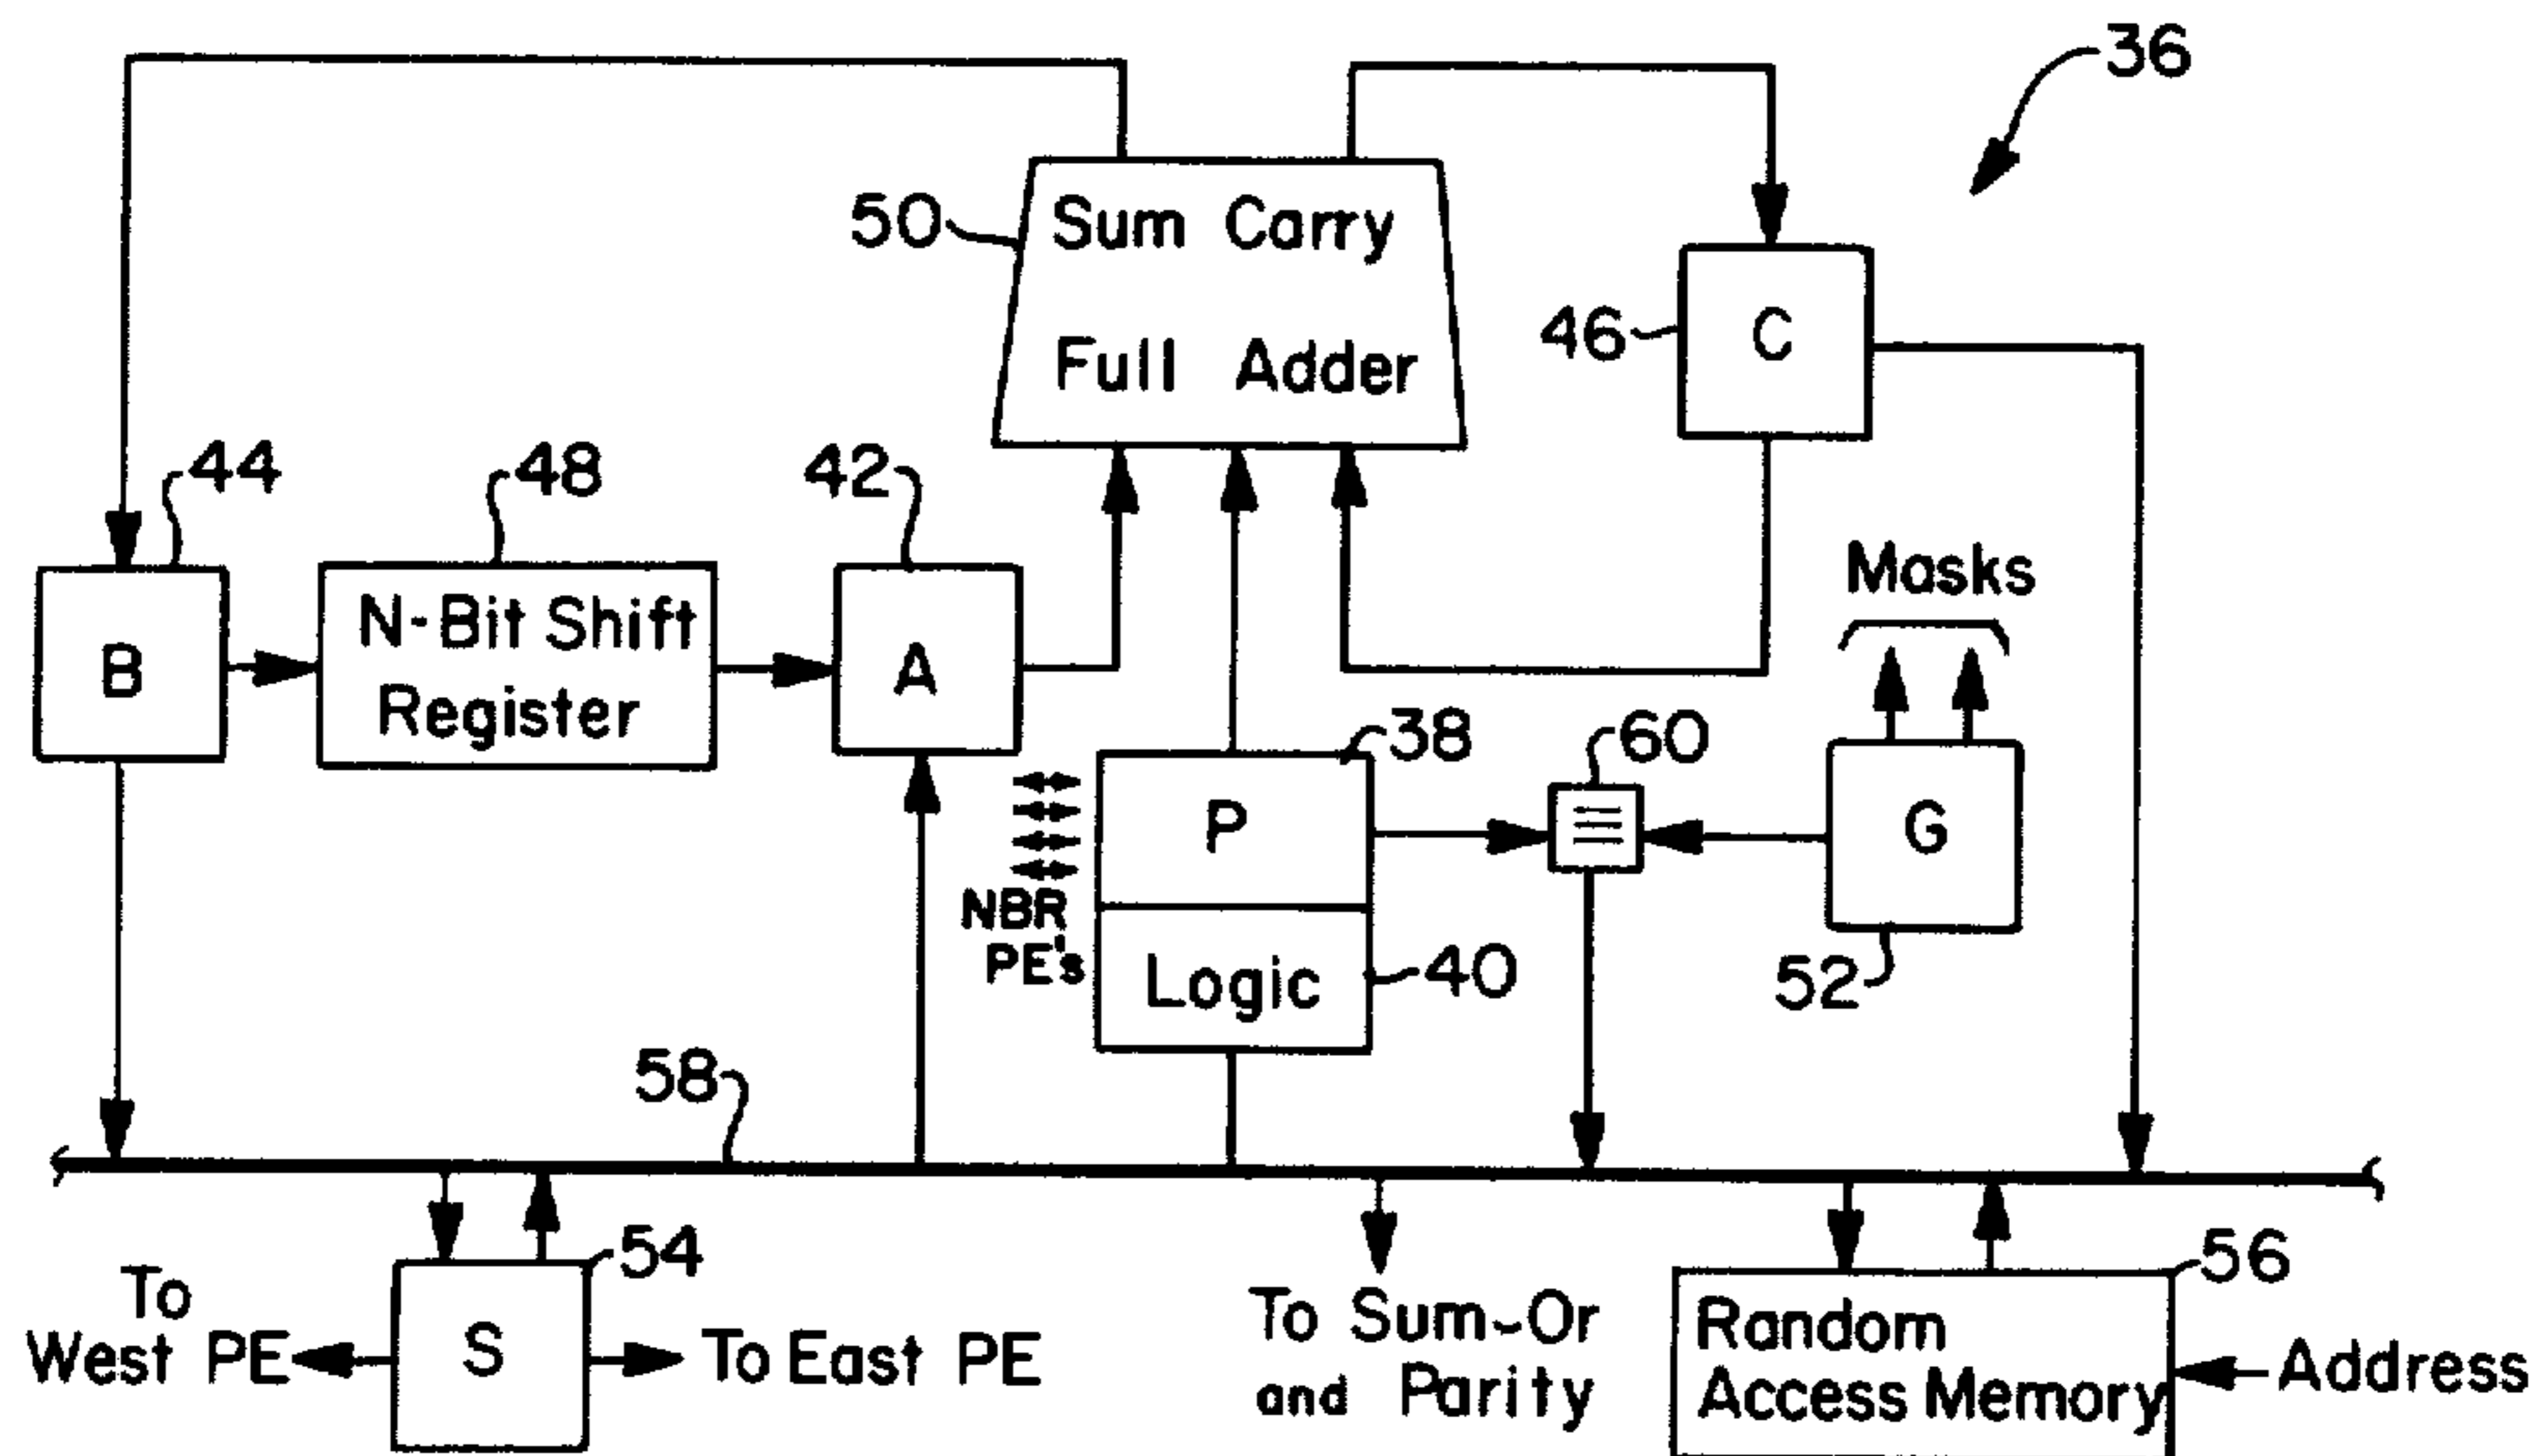 36
50
Sum Carry
Full Adder
46
C
44
48
42
B
N-Bit Shift
Register
A
Masks
38
60
P
G
NBR
PE's
Logic
40
52
58
54
56
To
West PE
S
To East PE
To Sum-Or
and Parity
Random
Access Memory
Address